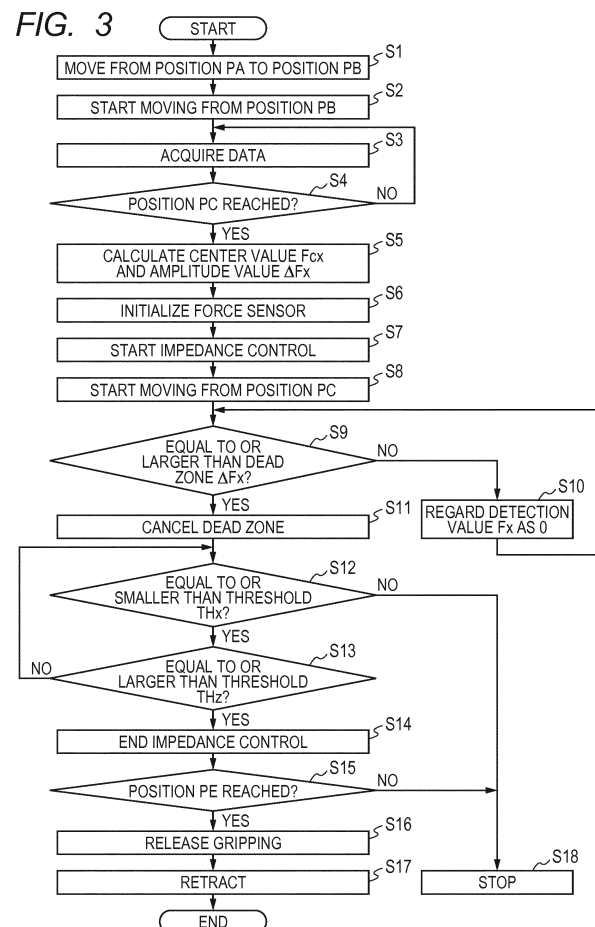 FIG. 3
START
S1
MOVE FROM POSITION PA TO POSITION PB
S2
START MOVING FROM POSITION PB
S3
ACQUIRE DATA
S4
POSITION PC REACHED?
NO
YES
S5
CALCULATE CENTER VALUE Fcx
AND AMPLITUDE VALUE ΔFx
S6
INITIALIZE FORCE SENSOR
S7
START IMPEDANCE CONTROL
S8
START MOVING FROM POSITION PC
S9
EQUAL TO OR
LARGER THAN DEAD
ZONE ΔFx?
NO
YES
S10
REGARD DETECTION
VALUE Fx AS 0
S11
CANCEL DEAD ZONE
S12
EQUAL TO OR
SMALLER THAN THRESHOLD
THx?
NO
YES
S13
EQUAL TO OR
LARGER THAN THRESHOLD
THz?
NO
YES
S14
END IMPEDANCE CONTROL
S15
POSITION PE REACHED?
NO
YES
S16
RELEASE GRIPPING
S17
RETRACT
S18
STOP
END